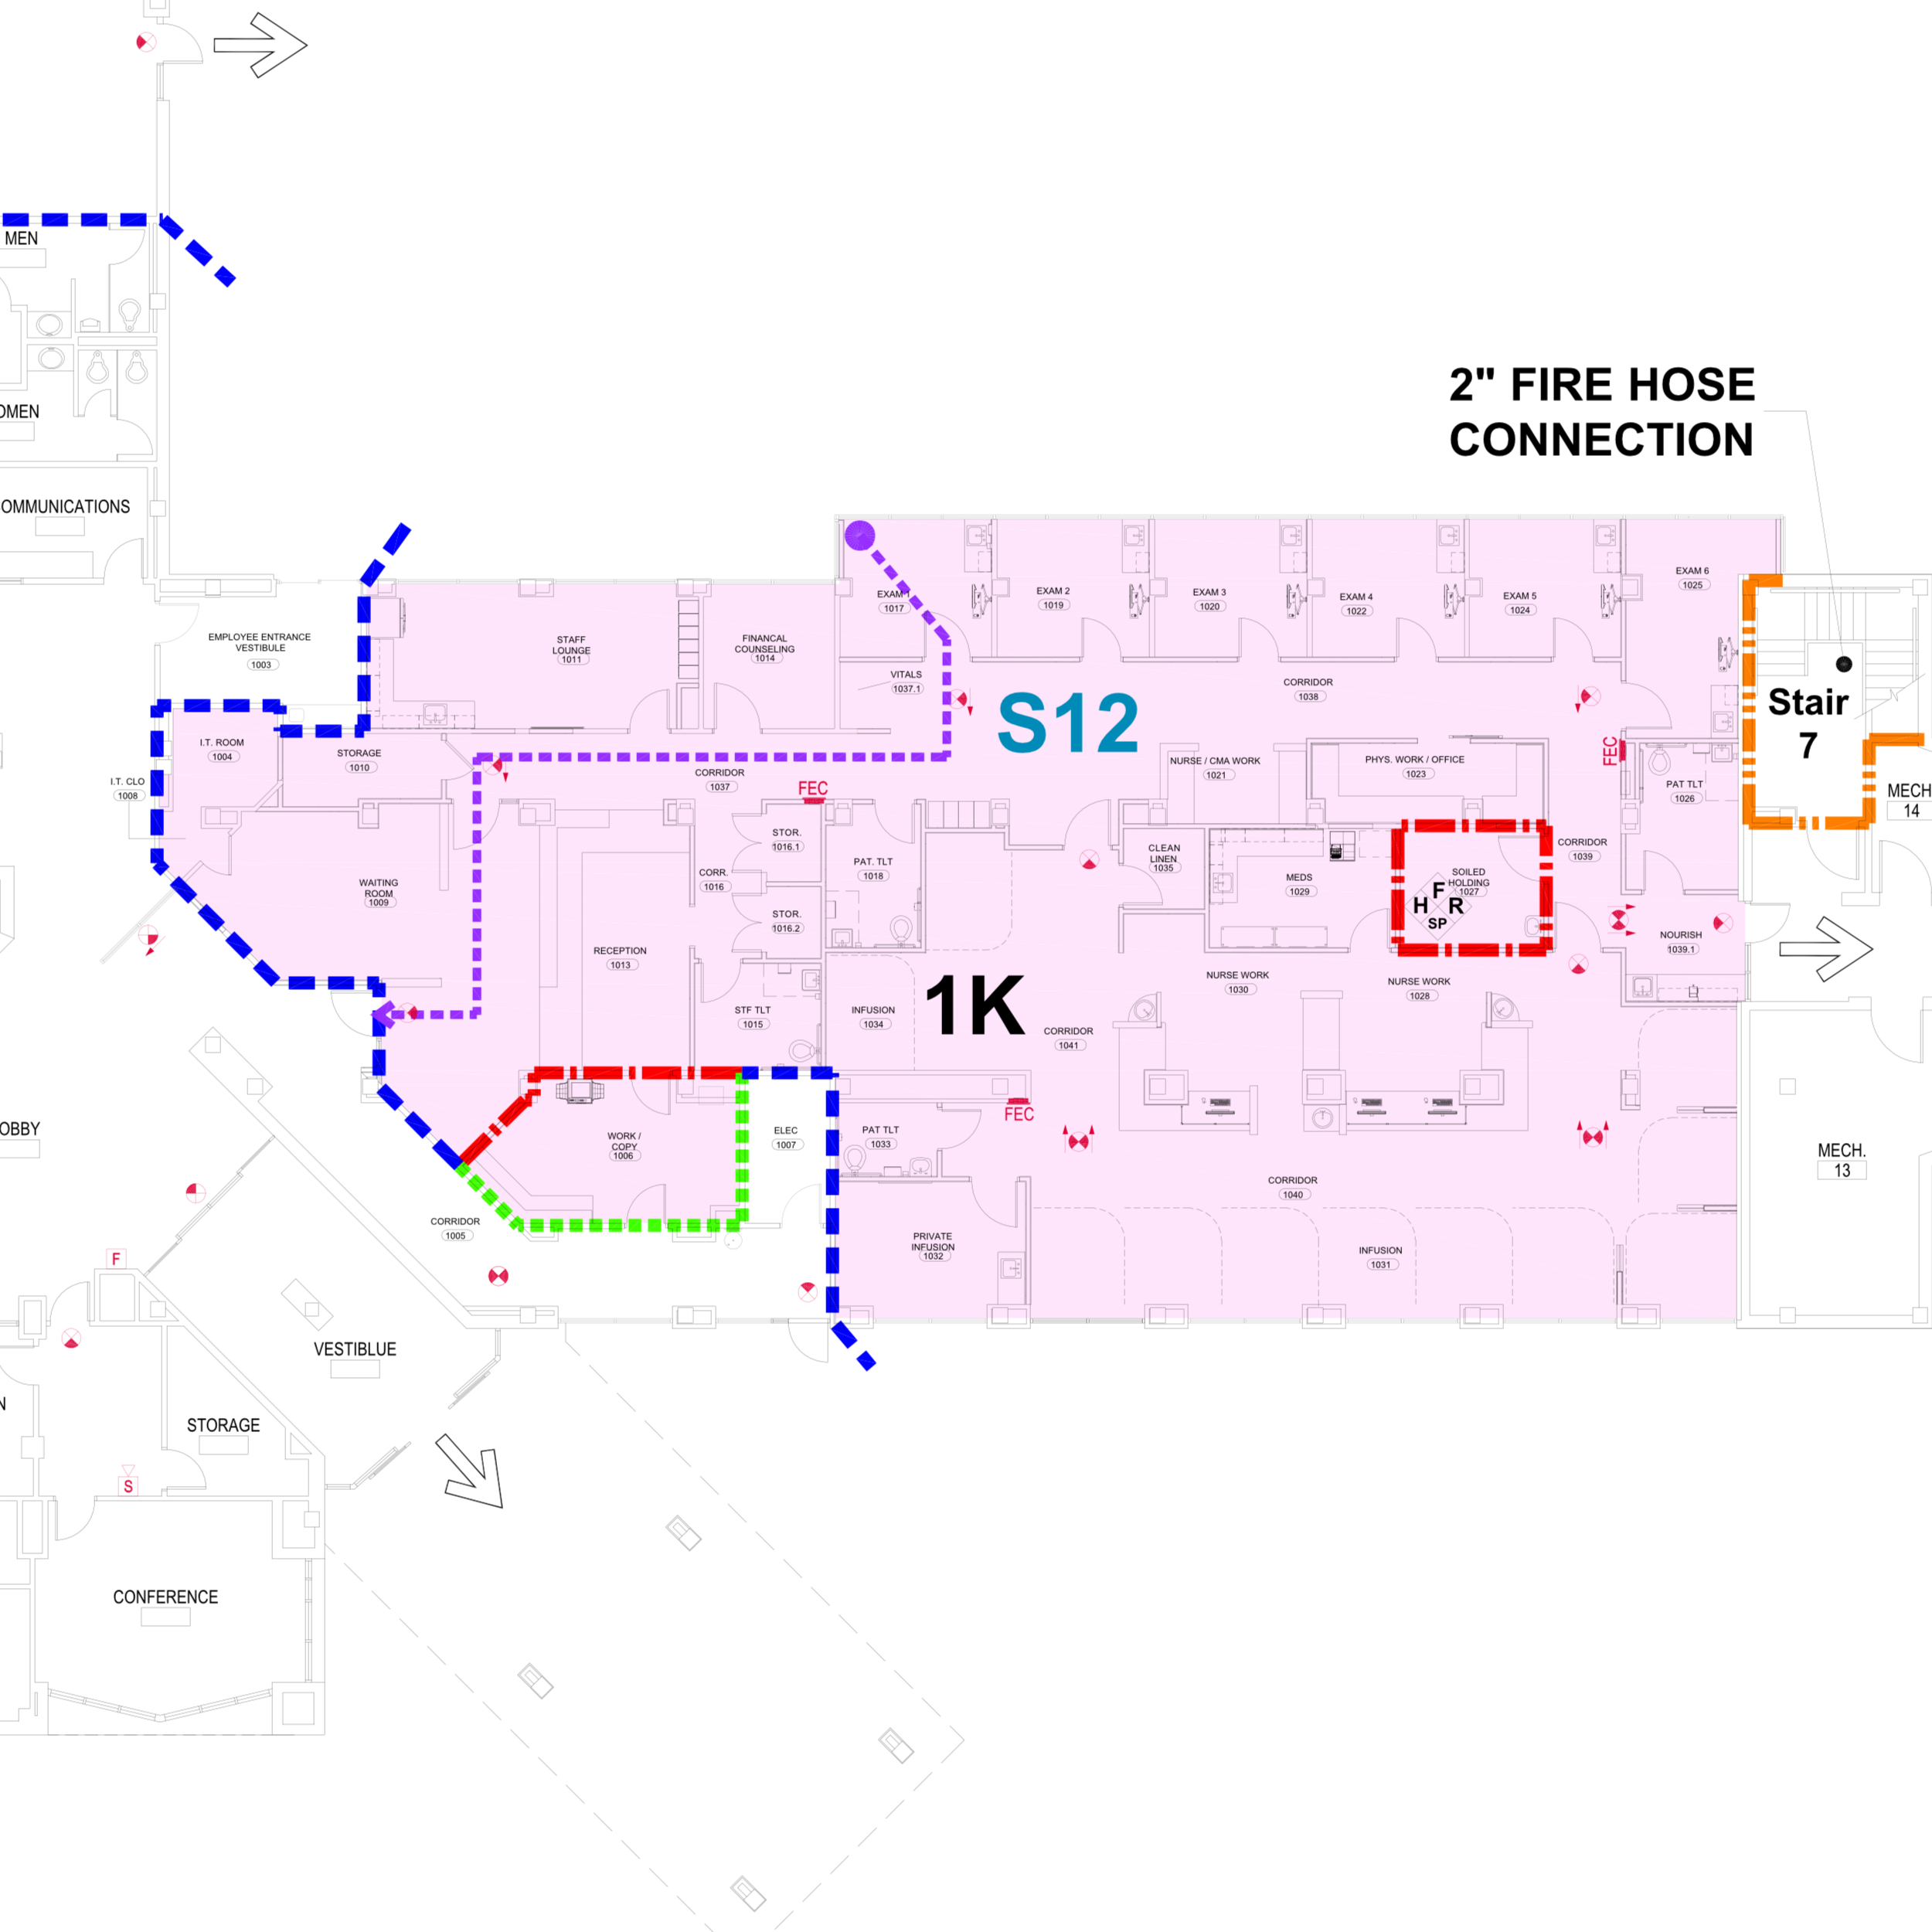 MEN
2" FIRE HOSE
CONNECTION
EXAM 6
1025
EXAM 1
1017
EXAM 2
1019
EXAM 3
1020
EXAM 4
1022
EXAM 5
1024
EMPLOYEE ENTRANCE
VESTIBULE
1003
STAFF
LOUNGE
1011
FINANCAL
COUNSELING
1014
VITALS
1037.1
CORRIDOR
1038
S12
Stair
7
I.T. ROOM
1004
STORAGE
1010
I.T. CLO
1008
CORRIDOR
1037
FEC
NURSE / CMA WORK
1021
PHYS. WORK / OFFICE
1023
FEC
PAT TLT
1026
MECH
14
STOR.
1016.1
CORR.
1016
PAT. TLT
1018
CLEAN
LINEN
1035
MEDS
1029
SOILED
HOLDING
1027
F
H R
SP
CORRIDOR
1039
WAITING
ROOM
1009
STOR.
1016.2
RECEPTION
1013
NOURISH
1039.1
STF TLT
1015
INFUSION
1034
1K
CORRIDOR
1041
NURSE WORK
1030
NURSE WORK
1028
FEC
WORK /
COPY
1006
ELEC
1007
PAT TLT
1033
MECH.
13
CORRIDOR
1040
CORRIDOR
1005
PRIVATE
INFUSION
1032
INFUSION
1031
F
VESTIBLUE
STORAGE
S
CONFERENCE